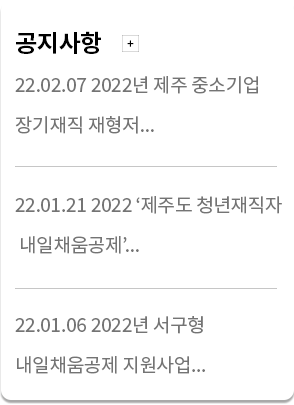 공지사항 +
22.02.07 2022년 제주 중소기업
장기재직 재형저...
22.01.21 2022 ‘제주도 청년재직자
내일채움공제’...
22.01.06 2022년 서구형
내일채움공제 지원사업...